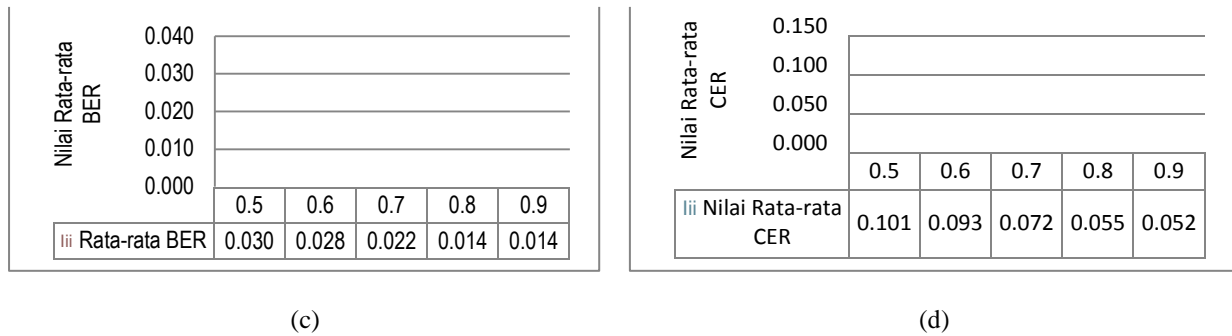 Nilai Rata-rata
BER
0.040
0.030
0.020
0.010
0.000
0.5 0.6 0.7 0.8 0.9
Rata-rata BER 0.030 0.028 0.022 0.014 0.014
(c)
Nilai Rata-rata
CER
0.150
0.100
0.050
0.000
0.5 0.6 0.7 0.8 0.9
Nilai Rata-rata
CER 0.101 0.093 0.072 0.055 0.052
(d)